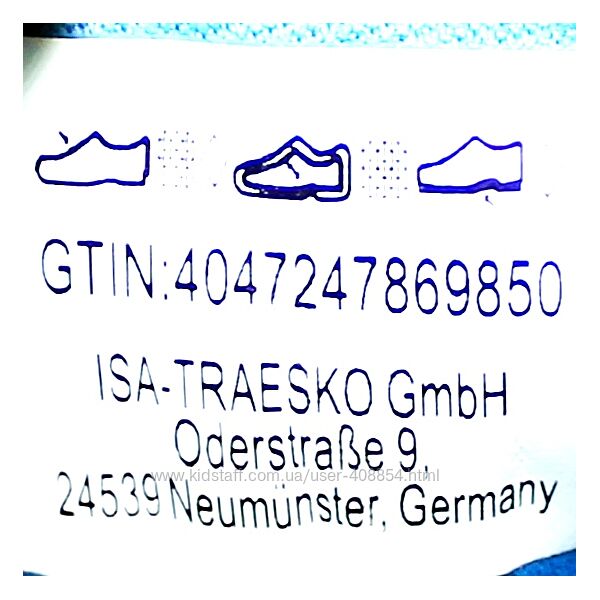 GTIN:4047247869850
ISA-TRAESKO GmbH
Oderstraße 9,
www.kidstaff.com.ua/user-408854.html
24539 Neumünster, Germany